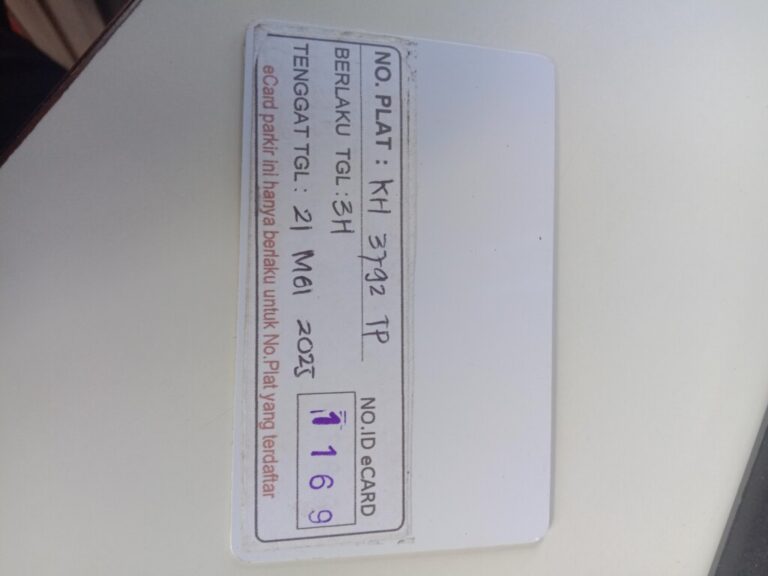 NO. PLAT : KH 3792 TP
BERLAKU TGL : 3H
TENGGAT TGL : 21 MEI 2025
NO.ID eCARD
1169
eCard parkir ini hanya berlaku untuk No.Plat yang terdaftar